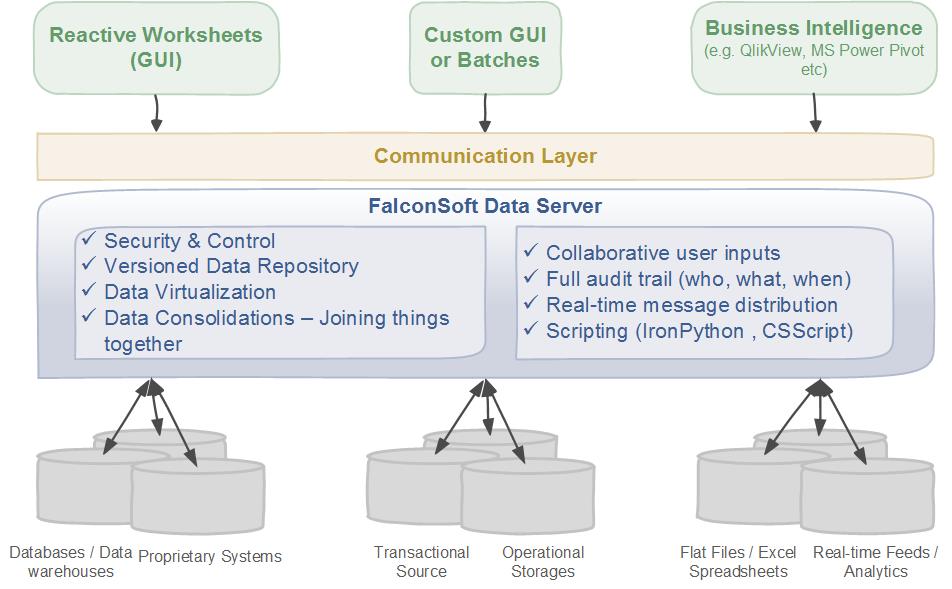 Reactive Worksheets
(GUI)
Custom GUI
or Batches
Business Intelligence
(e.g. QlikView, MS Power Pivot
etc)
Communication Layer
FalconSoft Data Server
✓ Security & Control
✓ Versioned Data Repository
✓ Data Virtualization
✓ Data Consolidations – Joining things
together
✓ Collaborative user inputs
✓ Full audit trail (who, what, when)
✓ Real-time message distribution
✓ Scripting (IronPython , CSScript)
Databases / Data
warehouses
Proprietary Systems
Transactional
Source
Operational
Storages
Flat Files / Excel
Spreadsheets
Real-time Feeds /
Analytics